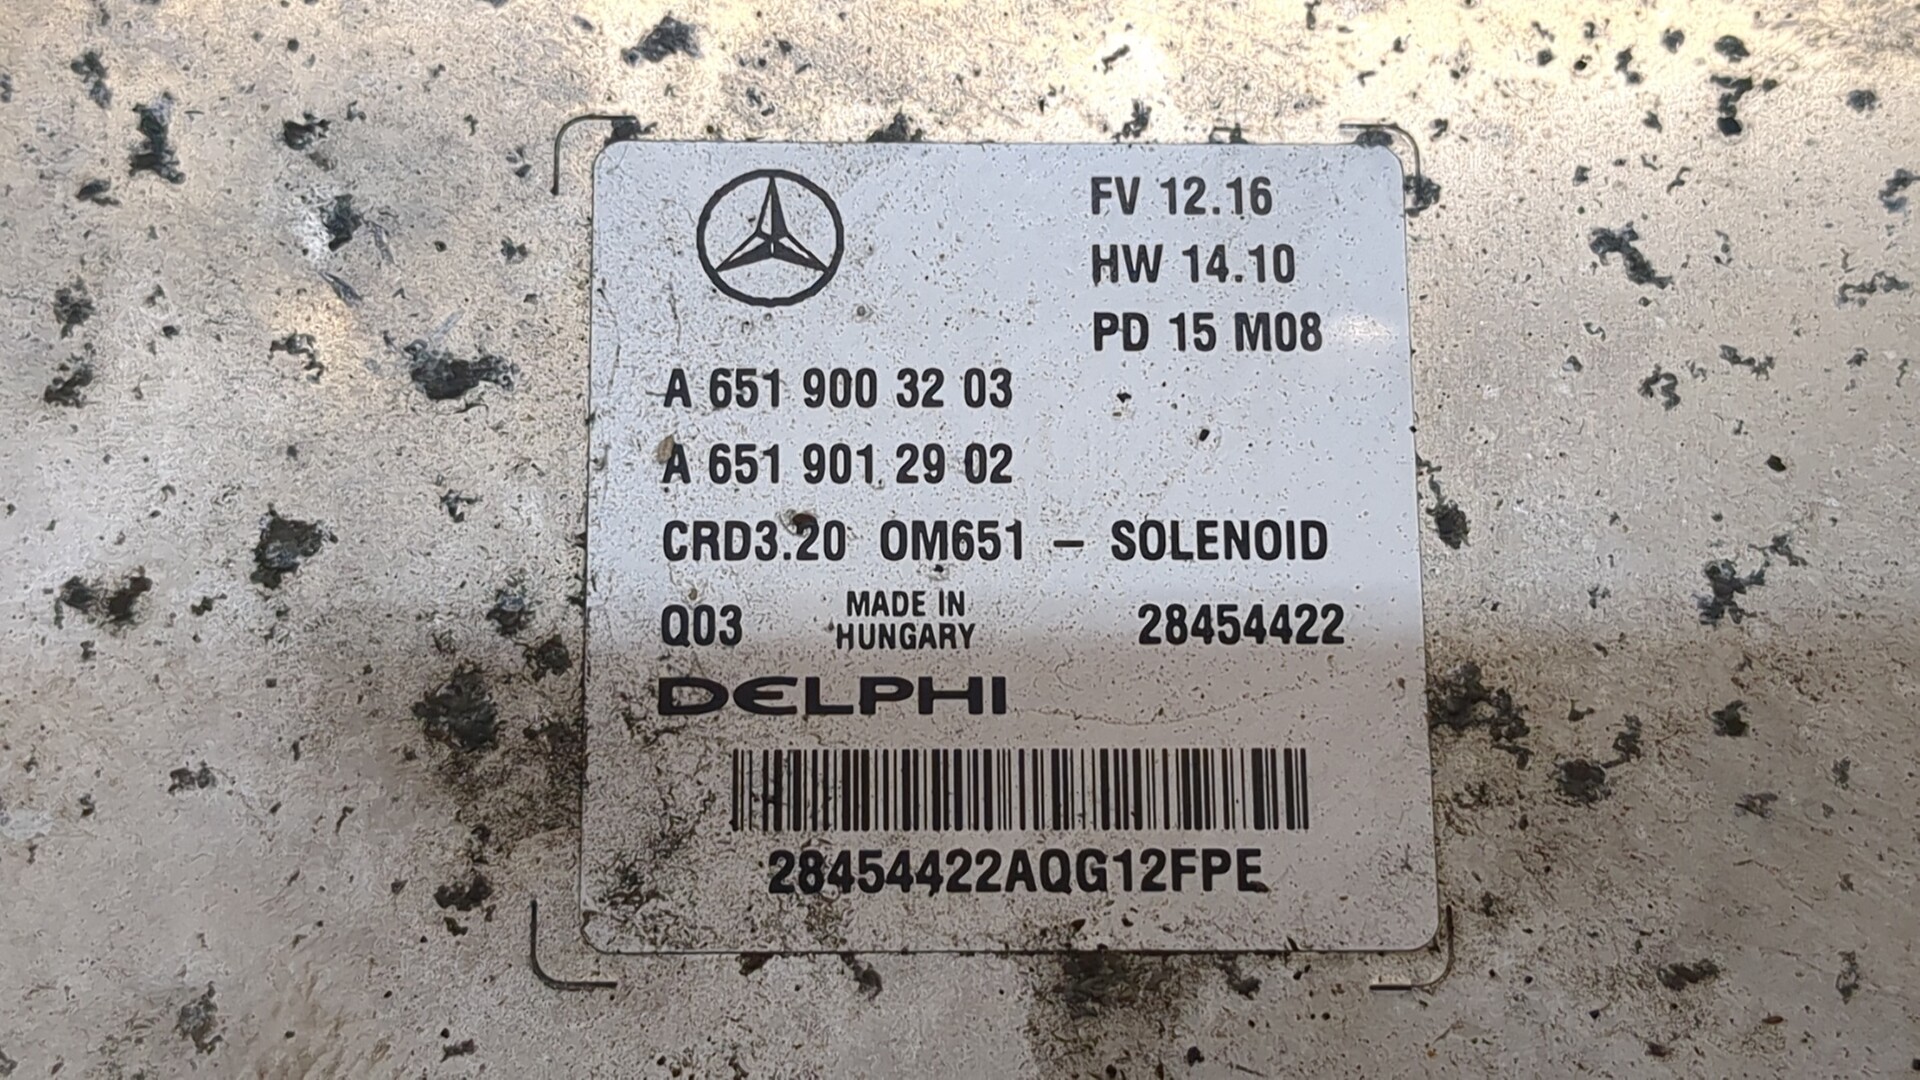 FV 12.16
HW 14.10
PD 15 M08
A 651 900 32 03
A 651 901 29 02
CRD3.20 OM651 – SOLENOID
Q03 MADE IN HUNGARY 28454422
DELPHI
28454422AQG12FPE